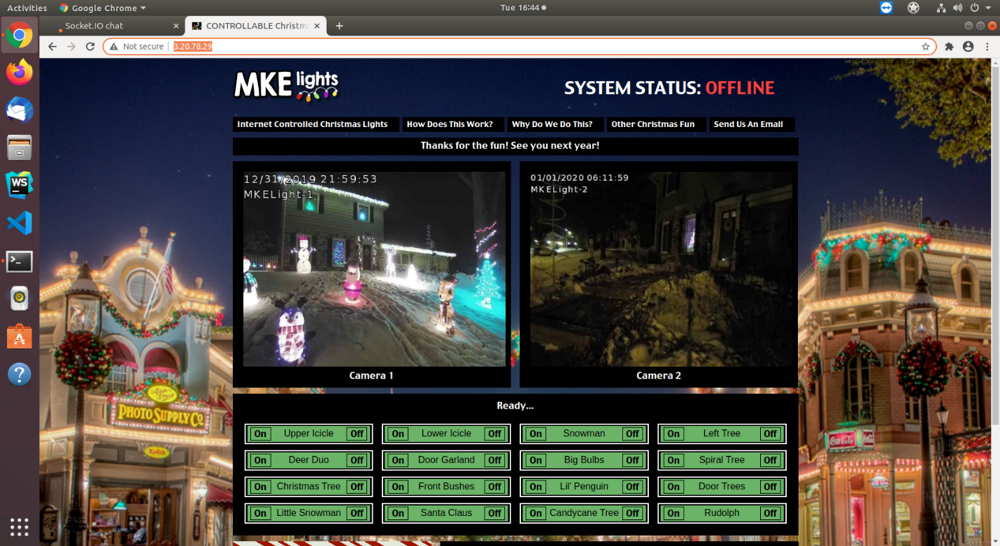 Activities Google Chrome Tue 16:44
Socket.IO chat CONTROLLABLE Christm
Not secure 3.20.78.29
MKE lights
SYSTEM STATUS: OFFLINE
Internet Controlled Christmas Lights How Does This Work? Why Do We Do This? Other Christmas Fun Send Us An Email
Thanks for the fun! See you next year!
12/31/2019 21:59:53
MKELight-1
01/01/2020 06:11:59
MKELight-2
Camera 1 Camera 2
Ready...
On Upper Icicle Off On Lower Icicle Off On Snowman Off On Left Tree Off
On Deer Duo Off On Door Garland Off On Big Bulbs Off On Spiral Tree Off
On Christmas Tree Off On Front Bushes Off On Lil' Penguin Off On Door Trees Off
On Little Snowman Off On Santa Claus Off On Candycane Tree Off On Rudolph Off
WS
PHOTO SUPPLY CO
Kodak
Coca-Cola